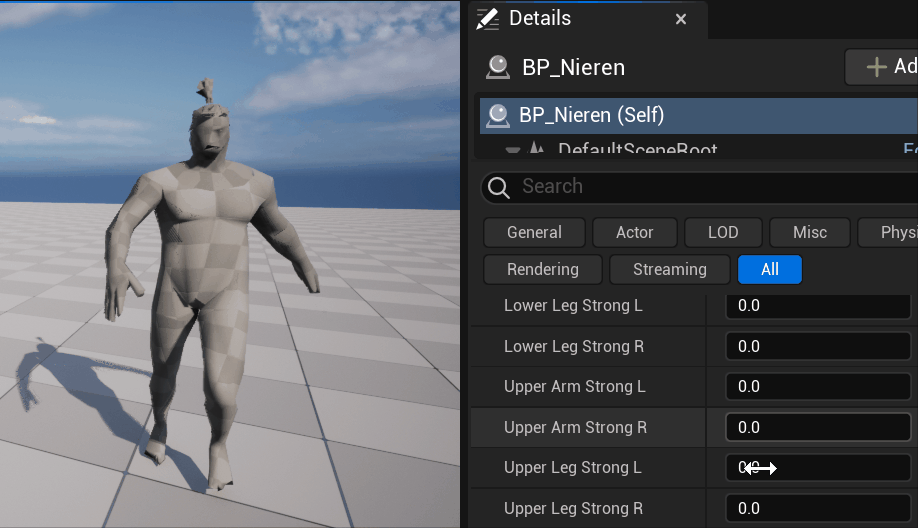 Details
BP_Nieren
Ad
BP_Nieren (Self)
DefaultSceneRoot
Search
General
Actor
LOD
Misc
Physi
Rendering
Streaming
All
Lower Leg Strong L
0.0
Lower Leg Strong R
0.0
Upper Arm Strong L
0.0
Upper Arm Strong R
0.0
Upper Leg Strong L
0.0
Upper Leg Strong R
0.0